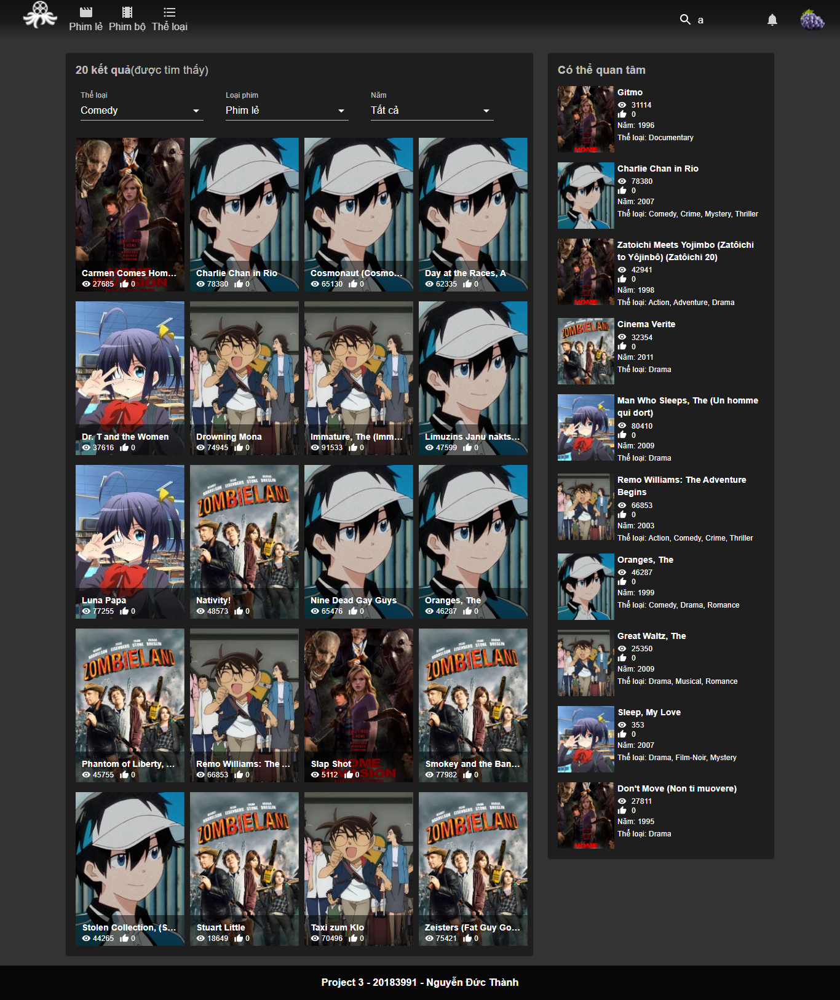 Phim lẻ Phim bộ Thể loại
a
20 kết quả(được tìm thấy)
Thể loại Loại phim Năm
Comedy Phim lẻ Tất cả
Carmen Comes Hom... Charlie Chan in Rio Cosmonaut (Cosmo... Day at the Races, A
27685 0 78380 0 65130 0 62335 0
Dr. T and the Women Drowning Mona Immature, The (Imm... Limuzins Janu nakts...
37616 0 74945 0 91533 0 47599 0
ZOMBIELAND
Luna Papa Nativity! Nine Dead Gay Guys Oranges, The
77255 0 48573 0 65476 0 46287 0
ZOMBIELAND ZOMBIELAND
Phantom of Liberty, ... Remo Williams: The ... Slap Shot Smokey and the Ban...
45755 0 66853 0 5112 0 77982 0
ZOMBIELAND ZOMBIELAND
Stolen Collection, (S... Stuart Little Taxi zum Klo Zeisters (Fat Guy Go...
44265 0 18649 0 70496 0 75421 0
Có thể quan tâm
Gitmo
31114
0
Năm: 1996
Thể loại: Documentary
HOME
Charlie Chan in Rio
78380
0
Năm: 2007
Thể loại: Comedy, Crime, Mystery, Thriller
Zatoichi Meets Yojimbo (Zatôichi
to Yôjinbô) (Zatôichi 20)
42941
0
Năm: 1998
Thể loại: Action, Adventure, Drama
HOME
Cinema Verite
ZOMBIELAND
32354
0
Năm: 2011
Thể loại: Drama
Man Who Sleeps, The (Un homme
qui dort)
80410
0
Năm: 2009
Thể loại: Drama
Remo Williams: The Adventure
Begins
66853
0
Năm: 2003
Thể loại: Action, Comedy, Crime, Thriller
Oranges, The
46287
0
Năm: 1999
Thể loại: Comedy, Drama, Romance
Great Waltz, The
25350
0
Năm: 2009
Thể loại: Drama, Musical, Romance
Sleep, My Love
353
0
Năm: 2007
Thể loại: Drama, Film-Noir, Mystery
Don't Move (Non ti muovere)
27811
0
Năm: 1995
Thể loại: Drama
HOME
Project 3 - 20183991 - Nguyễn Đức Thành